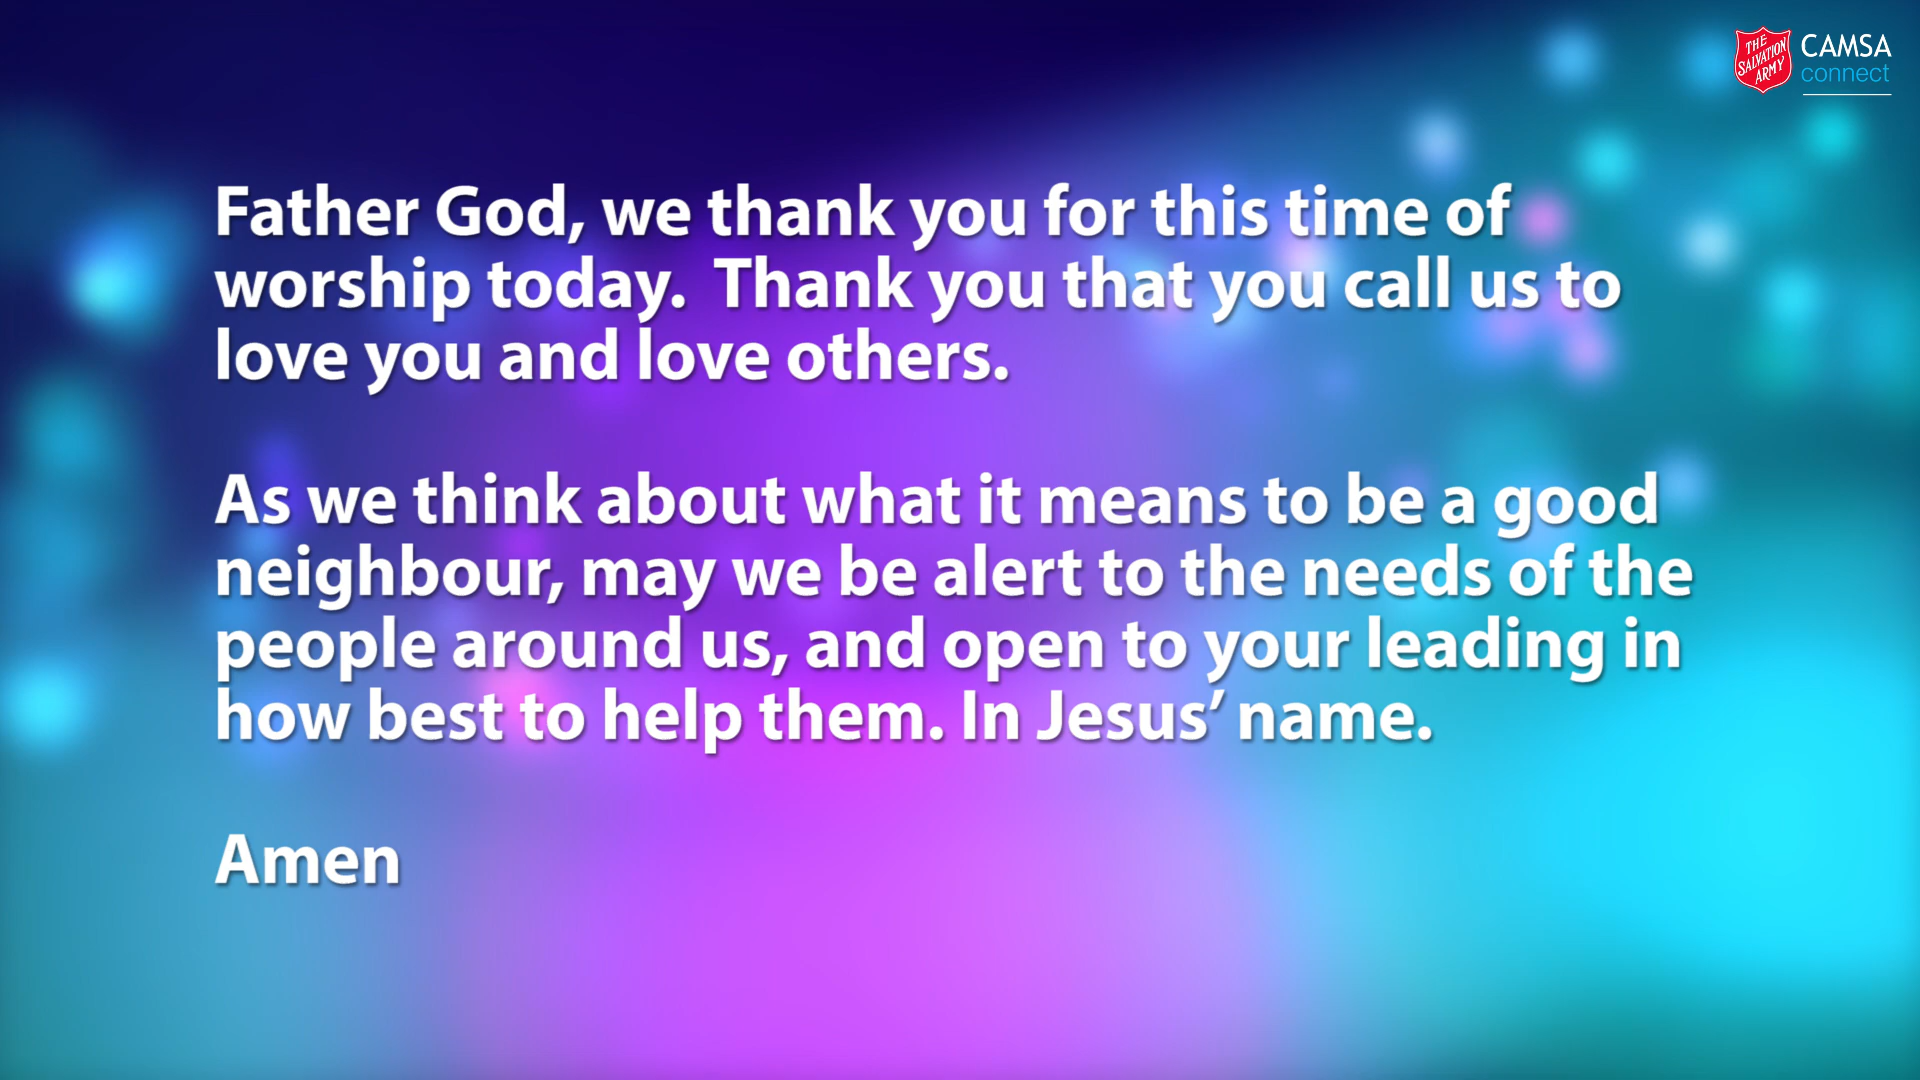 THE
SALVATION
ARMY
CAMSA
connect
Father God, we thank you for this time of
worship today.  Thank you that you call us to
love you and love others.
As we think about what it means to be a good
neighbour, may we be alert to the needs of the
people around us, and open to your leading in
how best to help them. In Jesus’ name.
Amen